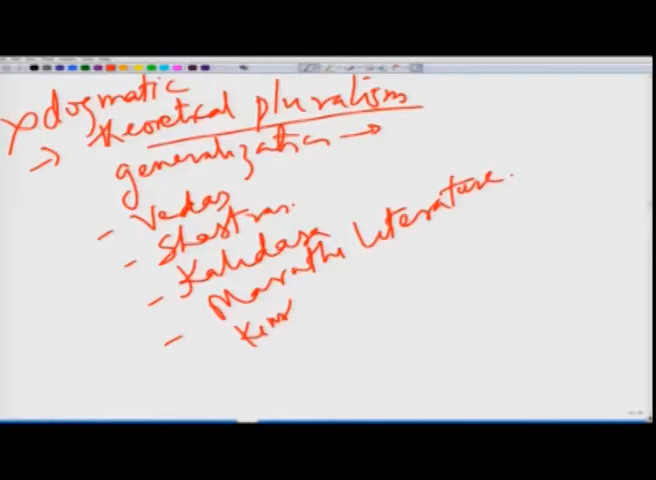 X dogmatic
→ theoretical pluralism
generalization →
- Vedas
- Shastras.
- Kalidasa
- Marathi Literature.